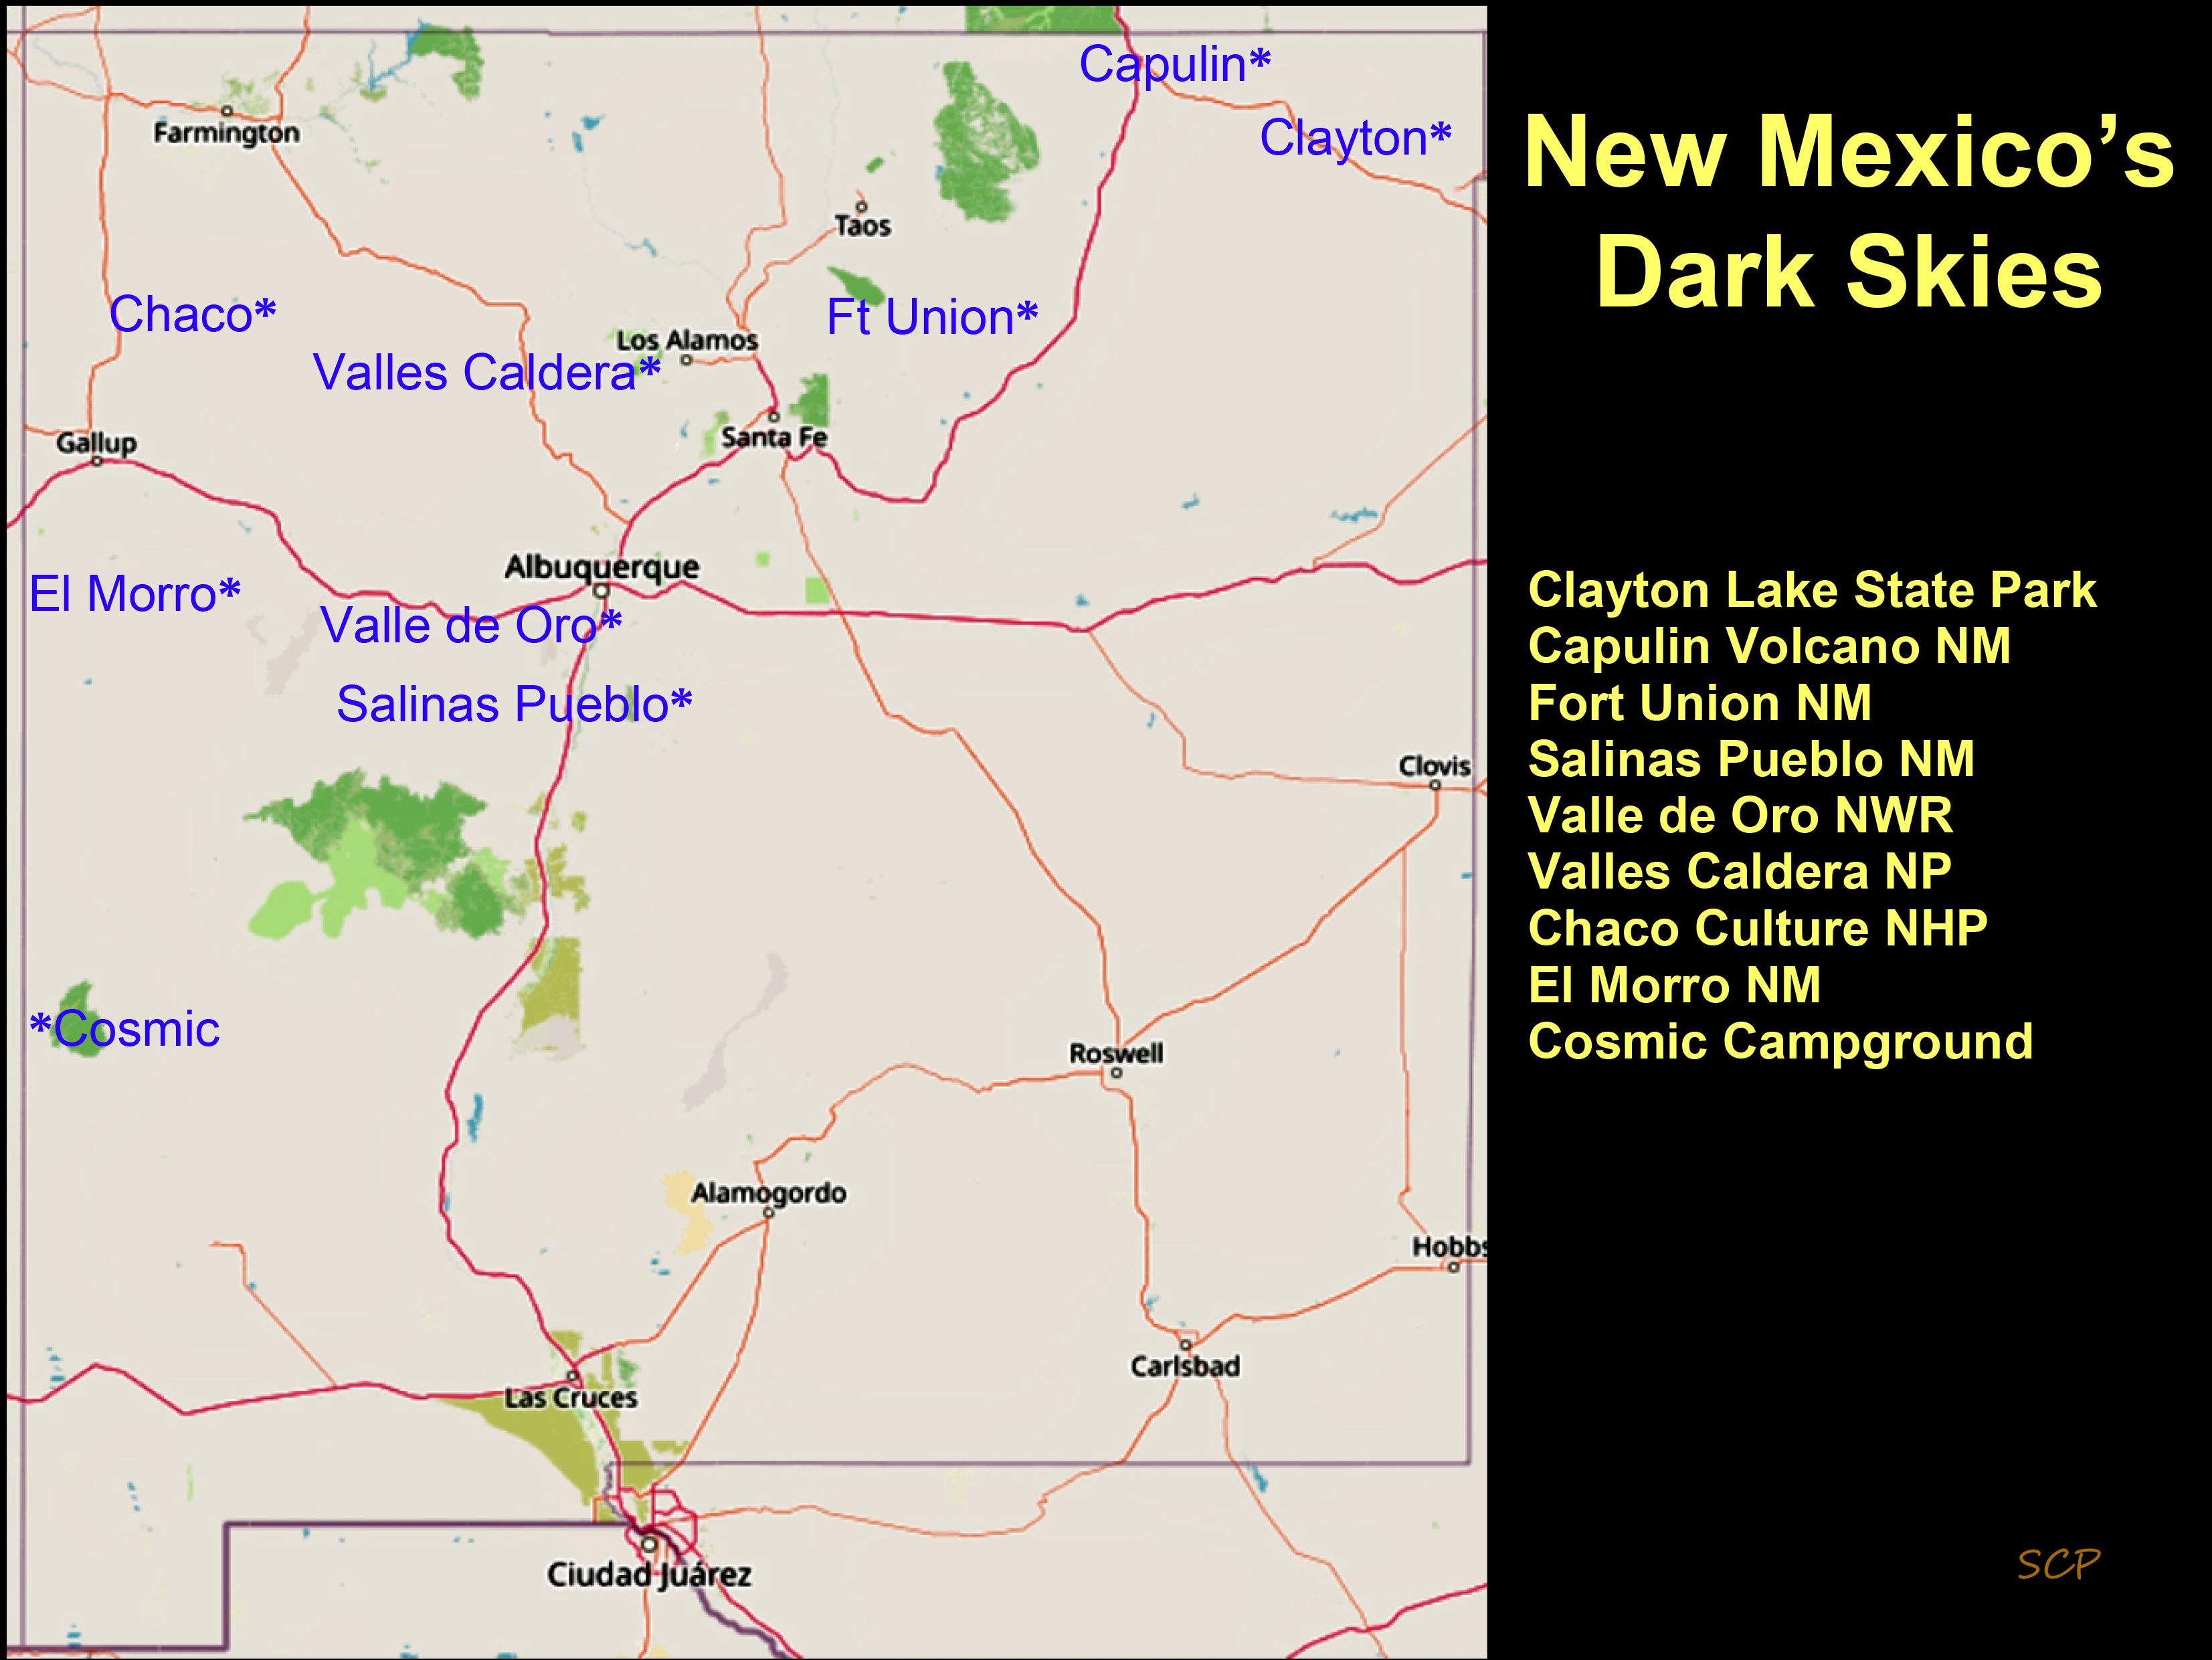 Capulin*
Clayton*
Farmington
Taos
Chaco*
Ft Union*
Los Alamos
Valles Caldera*
Santa Fe
Gallup
Albuquerque
El Morro*
Valle de Oro*
Salinas Pueblo*
Clovis
*Cosmic
Roswell
Alamogordo
Hobbs
Carlsbad
Las Cruces
Ciudad Juárez
New Mexico’s
Dark Skies
Clayton Lake State Park
Capulin Volcano NM
Fort Union NM
Salinas Pueblo NM
Valle de Oro NWR
Valles Caldera NP
Chaco Culture NHP
El Morro NM
Cosmic Campground
SCP